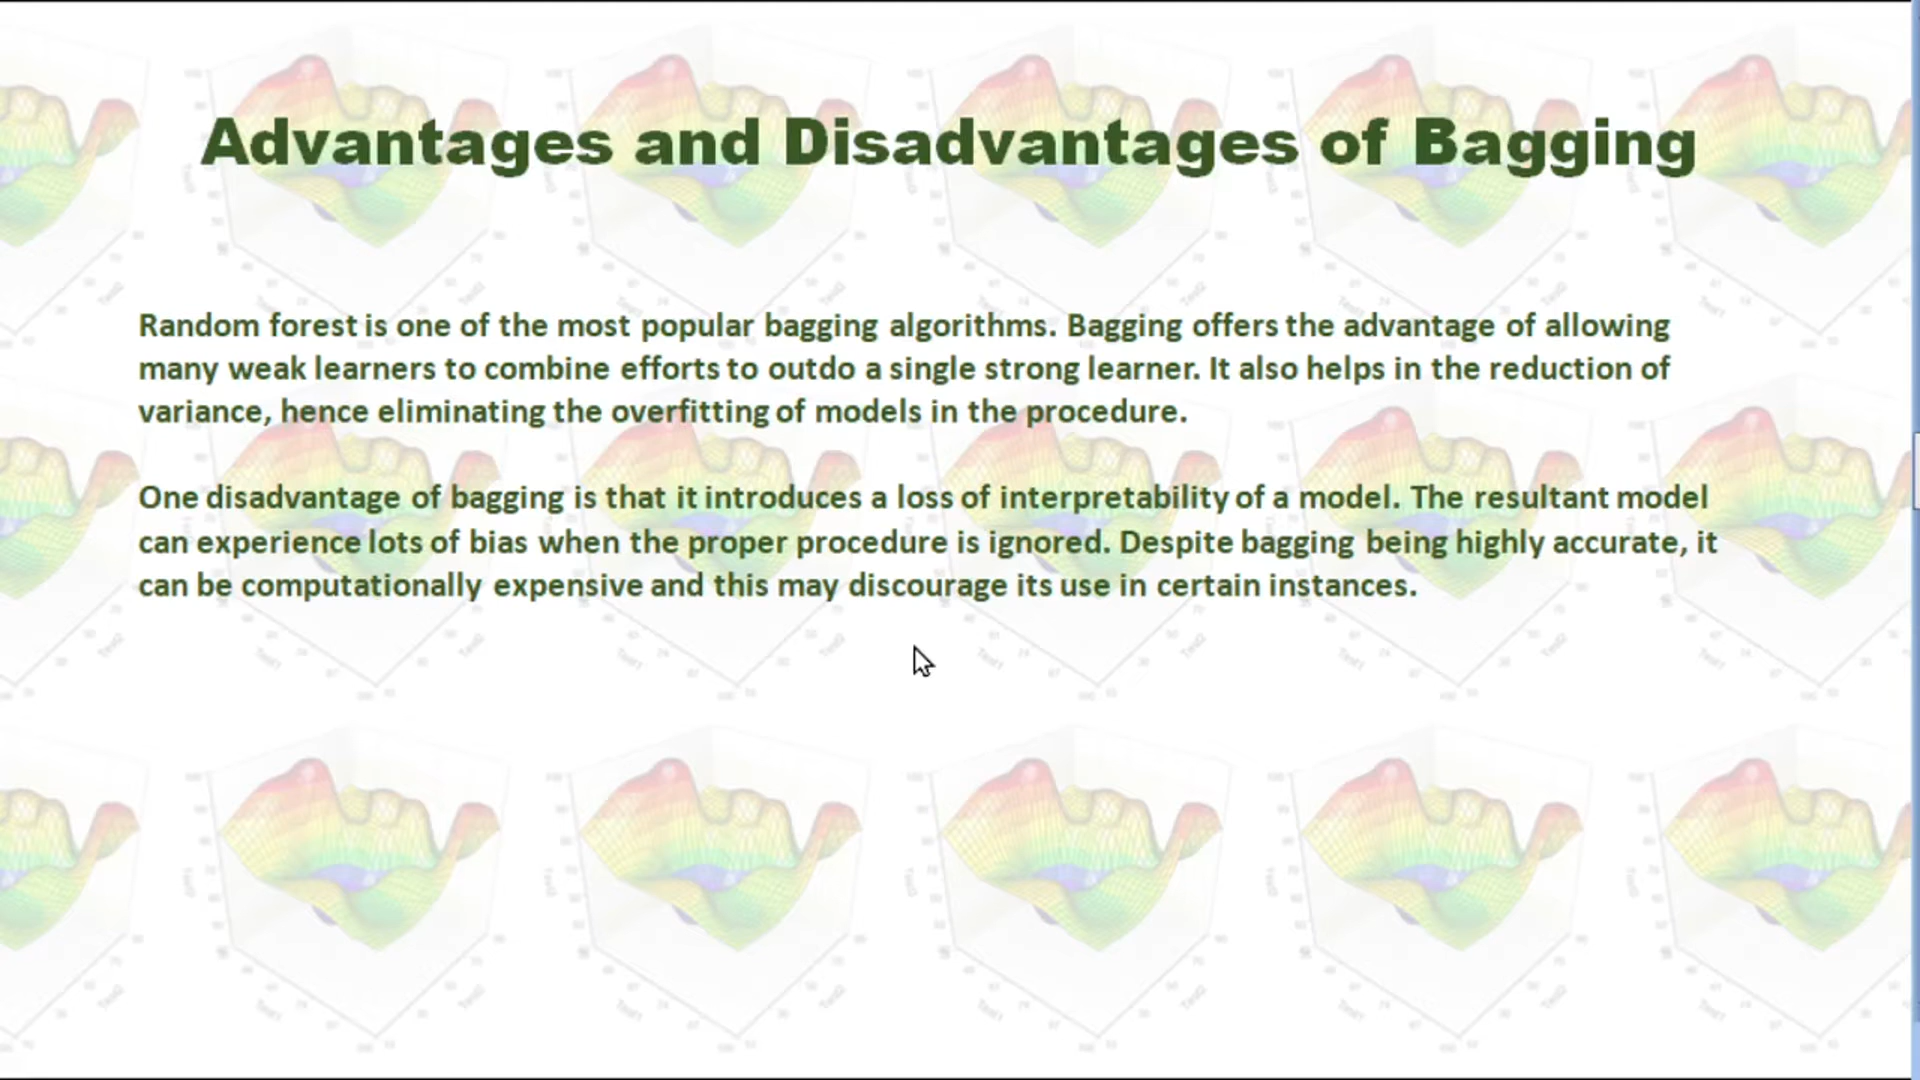 Advantages and Disadvantages of Bagging
Random forest is one of the most popular bagging algorithms. Bagging offers the advantage of allowing
many weak learners to combine efforts to outdo a single strong learner. It also helps in the reduction of
variance, hence eliminating the overfitting of models in the procedure.
One disadvantage of bagging is that it introduces a loss of interpretability of a model. The resultant model
can experience lots of bias when the proper procedure is ignored. Despite bagging being highly accurate, it
can be computationally expensive and this may discourage its use in certain instances.